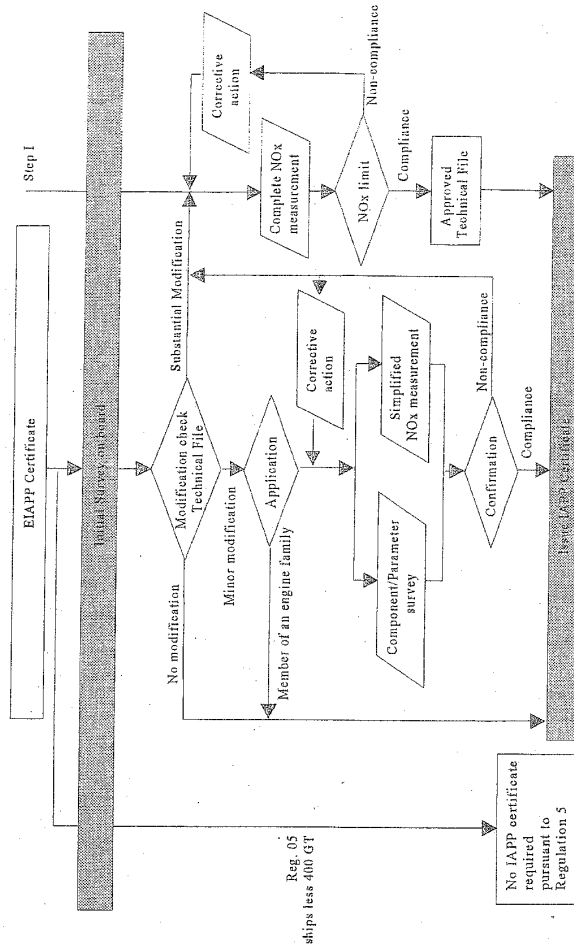 EIAPP Certificate
Step I
Initial Survey on board
Modification check
Technical File
No modification
Substantial Modification
Minor modification
Application
Member of an engine family
Corrective
action
Corrective
action
Complete NOx
measurement
Component/Parameter
survey
Simplified
NOx measurement
NOx limit
Non-compliance
Compliance
Approved
Technical File
Confirmation
Non-compliance
Compliance
Reg. 05
ships less 400 GT
No IAPP certificate
required
pursuant to
Regulation 5
Issue IAPP Certificate